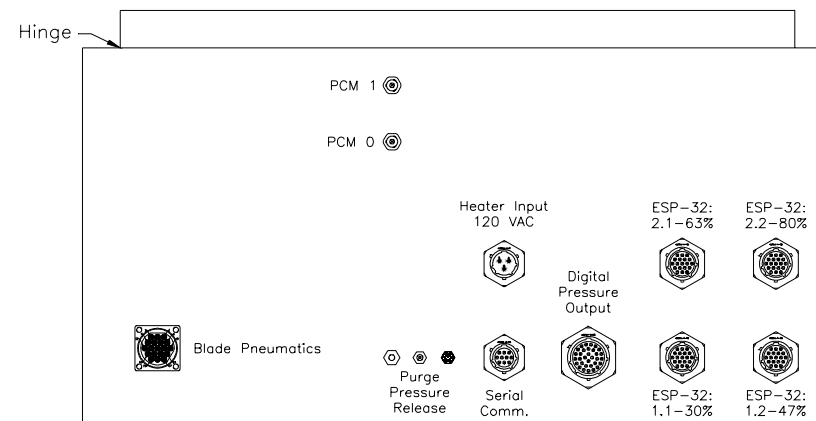 Hinge
PCM 1
PCM 0
Heater Input
120 VAC
ESP-32:
2.1-63%
ESP-32:
2.2-80%
Digital
Pressure
Output
Blade Pneumatics
Purge
Pressure
Release
Serial
Comm.
ESP-32:
1.1-30%
ESP-32:
1.2-47%